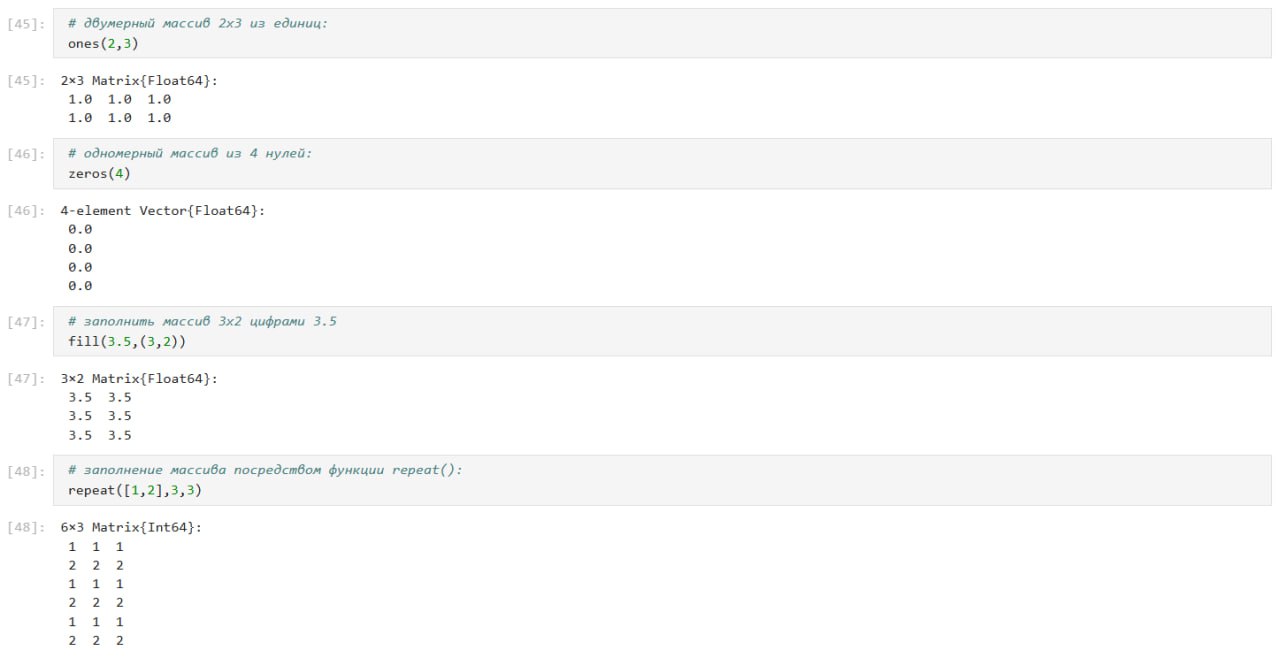 [45]: # двумерный массив 2x3 из единиц:
ones(2,3)
[45]: 2×3 Matrix{Float64}:
1.0 1.0 1.0
1.0 1.0 1.0
[46]: # одномерный массив из 4 нулей:
zeros(4)
[46]: 4-element Vector{Float64}:
0.0
0.0
0.0
0.0
[47]: # заполнить массив 3x2 цифрами 3.5
fill(3.5,(3,2))
[47]: 3×2 Matrix{Float64}:
3.5 3.5
3.5 3.5
3.5 3.5
[48]: # заполнение массива посредством функции repeat():
repeat([1,2],3,3)
[48]: 6×3 Matrix{Int64}:
1 1 1
2 2 2
1 1 1
2 2 2
1 1 1
2 2 2